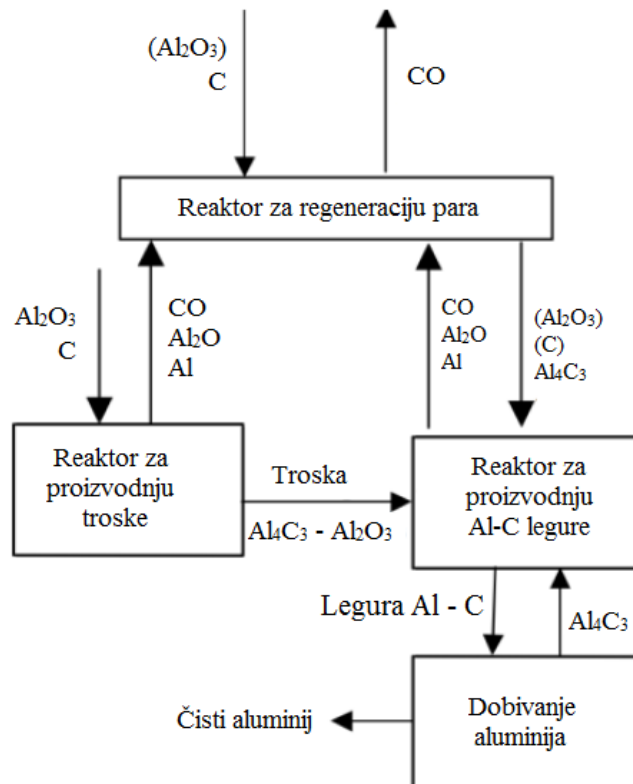 (Al₂O₃)
C
CO
Reaktor za regeneraciju para
Al₂O₃
C
CO
Al₂O
Al
CO
Al₂O
Al
(Al₂O₃)
(C)
Al₄C₃
Reaktor za
proizvodnju
troske
Troska
Al₄C₃ - Al₂O₃
Reaktor za
proizvodnju
Al-C legure
Legura Al - C
Al₄C₃
Čisti aluminij
Dobivanje
aluminija